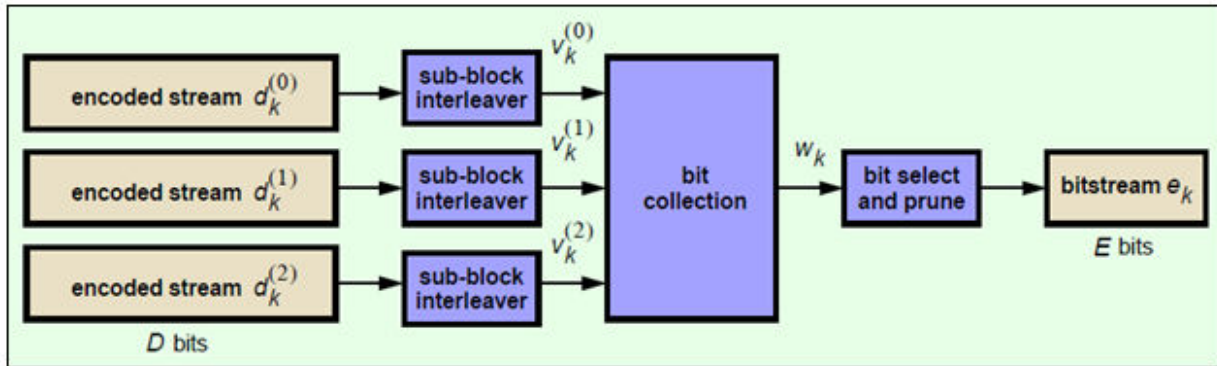 encoded stream d_k^(0)
sub-block
interleaver
v_k^(0)
encoded stream d_k^(1)
sub-block
interleaver
v_k^(1)
encoded stream d_k^(2)
sub-block
interleaver
v_k^(2)
D bits
bit
collection
w_k
bit select
and prune
bitstream e_k
E bits